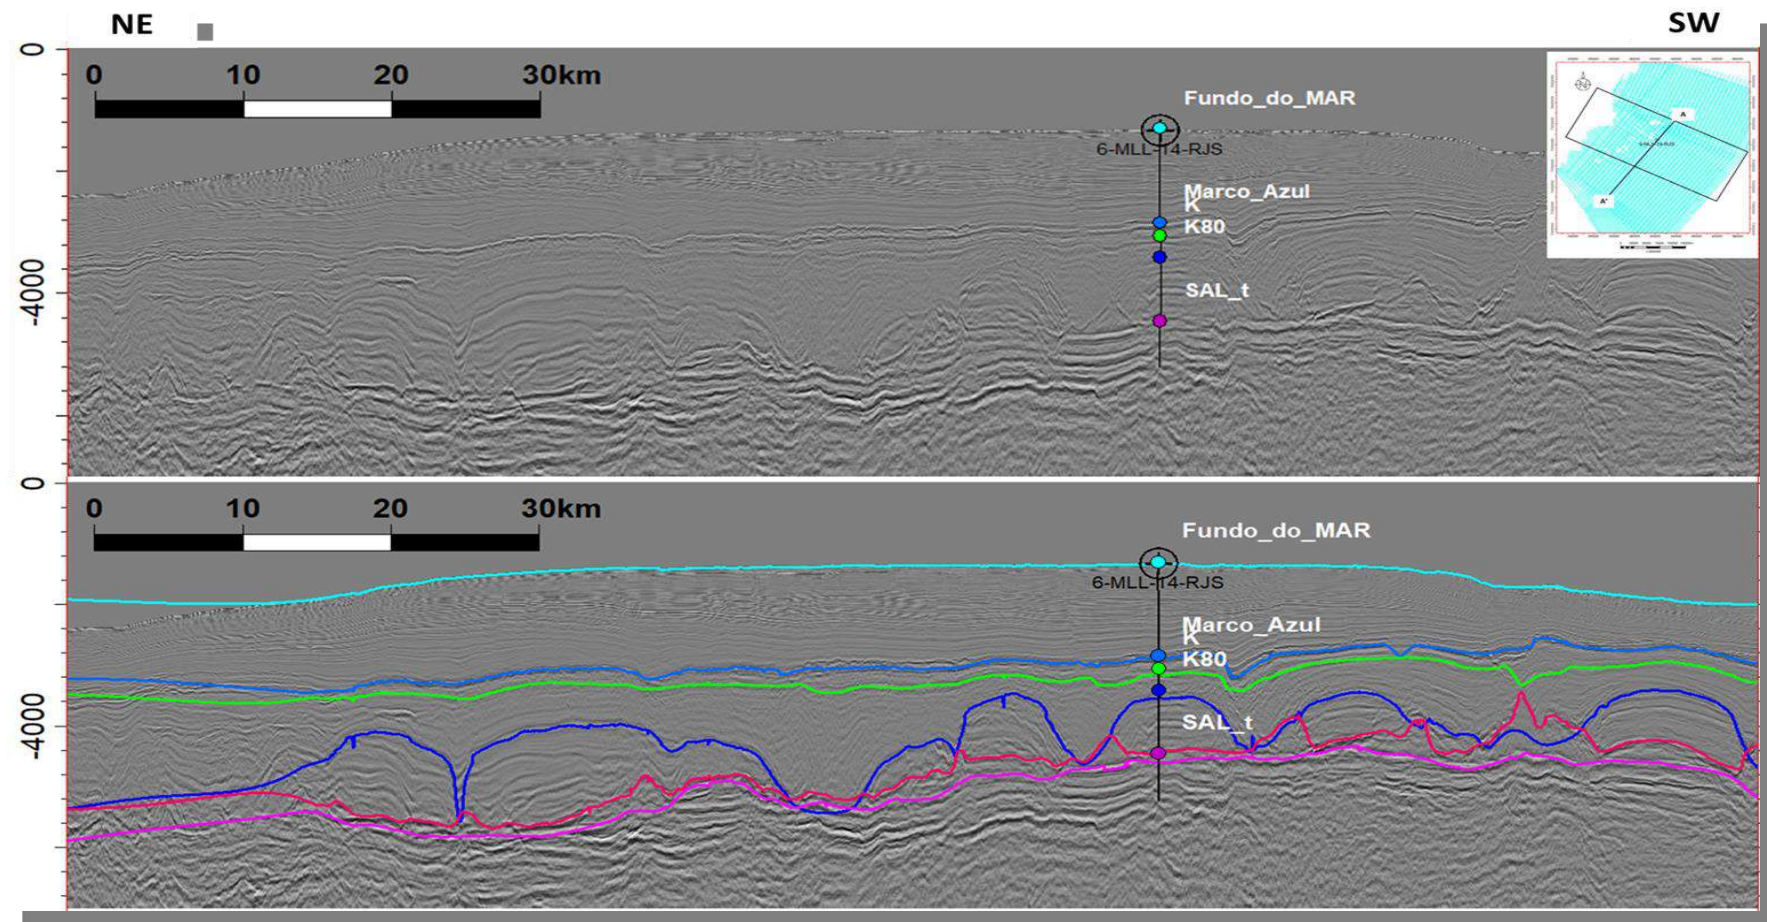 NE
SW
0
0 10 20 30km
Fundo_do_MAR
A
6-MLL-14-RJS
Marco_Azul
K
K80
A'
-4000
SAL_t
0
0 10 20 30km
Fundo_do_MAR
6-MLL-14-RJS
Marco_Azul
K
K80
-4000
SAL_t